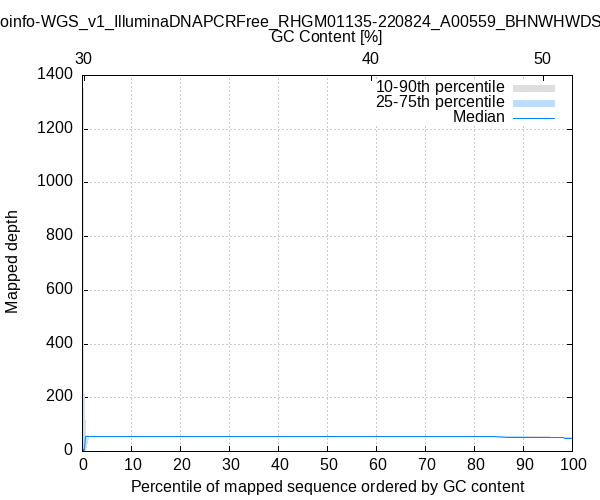 oinfo-WGS_v1_IlluminaDNAPCRFree_RHGM01135-220824_A00559_BHNWHWDS
GC Content [%]
30 40 50
1400
10-90th percentile
25-75th percentile
Median
1200
1000
800
600
400
200
0
Mapped depth
0 10 20 30 40 50 60 70 80 90 100
Percentile of mapped sequence ordered by GC content